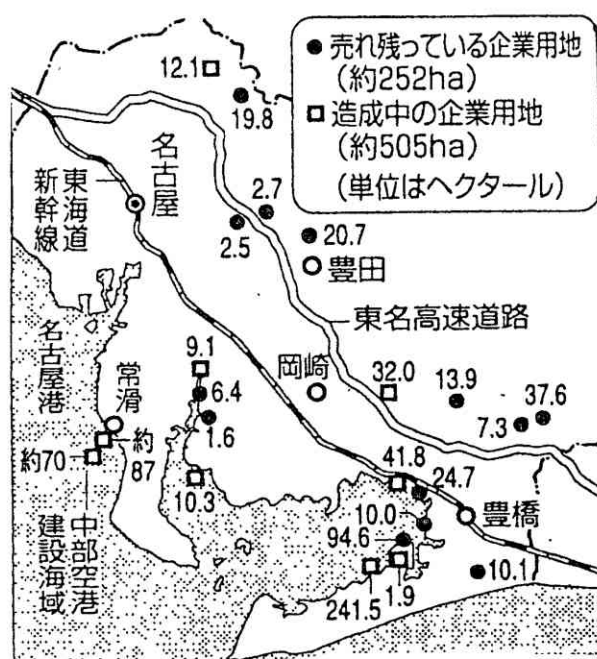 ● 売れ残っている企業用地
(約252ha)
□ 造成中の企業用地
(約505ha)
(単位はヘクタール)
12.1
19.8
名古屋
東海道
新幹線
2.7
2.5
20.7
豊田
東名高速道路
名古屋港
常滑
9.1
6.4
1.6
岡崎
32.0
13.9
37.6
7.3
約70
約
87
10.3
41.8
24.7
10.0
豊橋
94.6
中部空港
建設海域
241.5
1.9
10.1